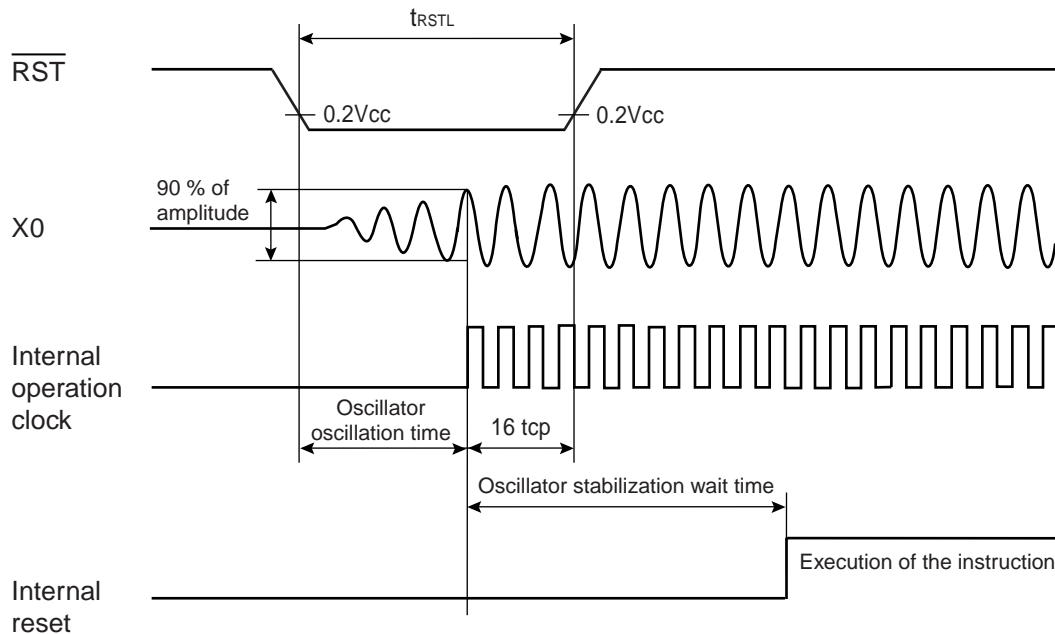 tRSTL
RST
0.2Vcc
0.2Vcc
90 % of
amplitude
X0
Internal
operation
clock
Oscillator
oscillation time
16 tcp
Oscillator stabilization wait time
Execution of the instruction
Internal
reset